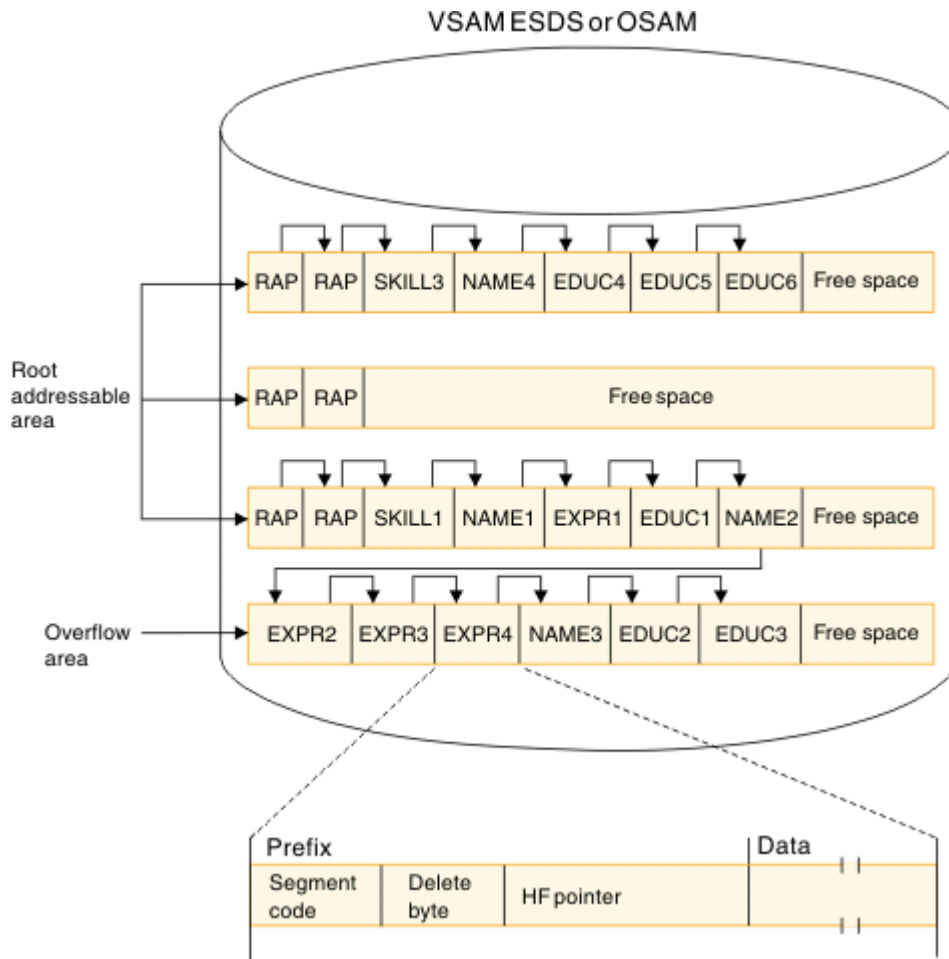 VSAM ESDS or OSAM
RAP RAP SKILL3 NAME4 EDUC4 EDUC5 EDUC6 Free space
Root
addressable
area
RAP RAP Free space
RAP RAP SKILL1 NAME1 EXPR1 EDUC1 NAME2 Free space
Overflow
area
EXPR2 EXPR3 EXPR4 NAME3 EDUC2 EDUC3 Free space
Prefix Data
Segment
code
Delete
byte
HF pointer